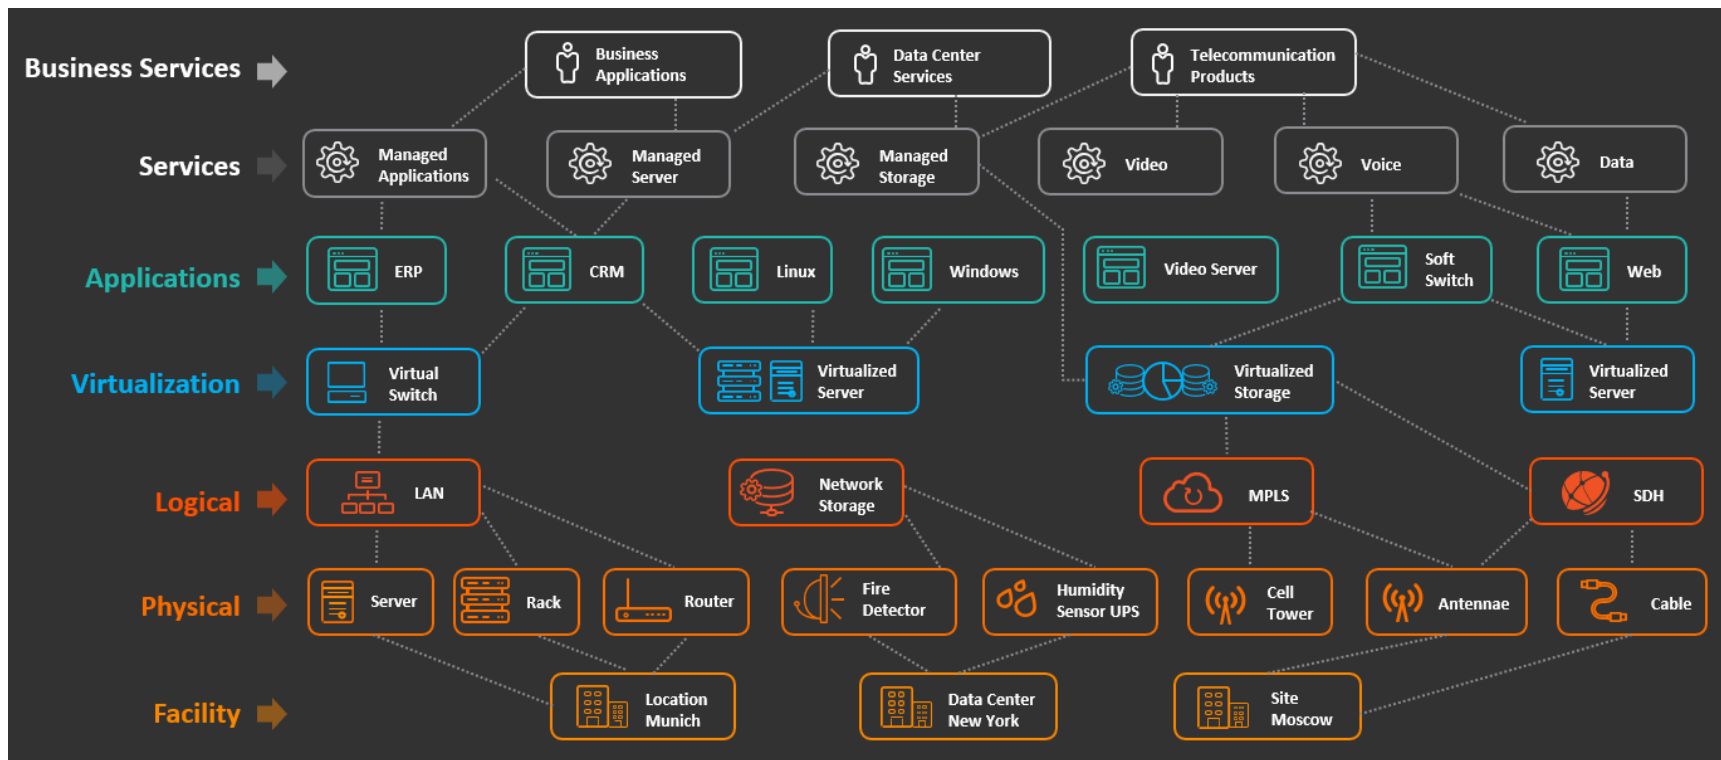 Business Services
Business
Applications
Data Center
Services
Telecommunication
Products
Services
Managed
Applications
Managed
Server
Managed
Storage
Video
Voice
Data
Applications
ERP
CRM
Linux
Windows
Video Server
Soft
Switch
Web
Virtualization
Virtual
Switch
Virtualized
Server
Virtualized
Storage
Virtualized
Server
Logical
LAN
Network
Storage
MPLS
SDH
Physical
Server
Rack
Router
Fire
Detector
Humidity
Sensor UPS
Cell
Tower
Antennae
Cable
Facility
Location
Munich
Data Center
New York
Site
Moscow